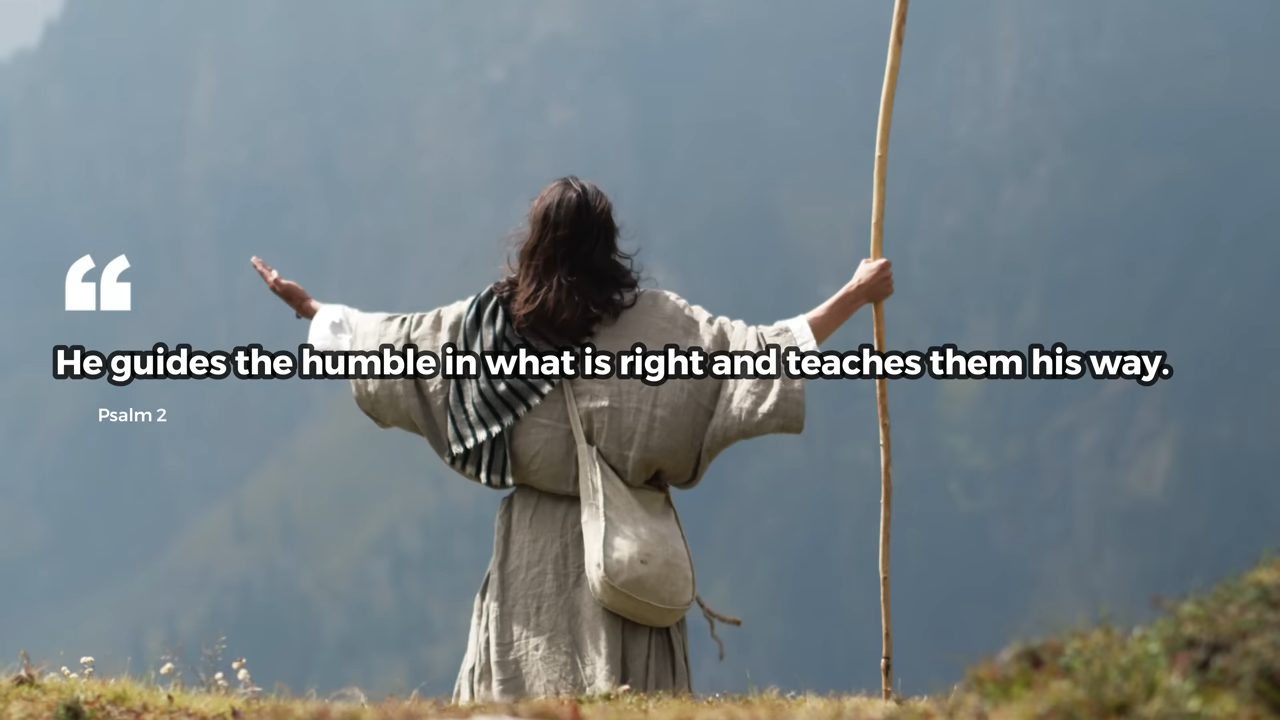 “
He guides the humble in what is right and teaches them his way.
Psalm 2